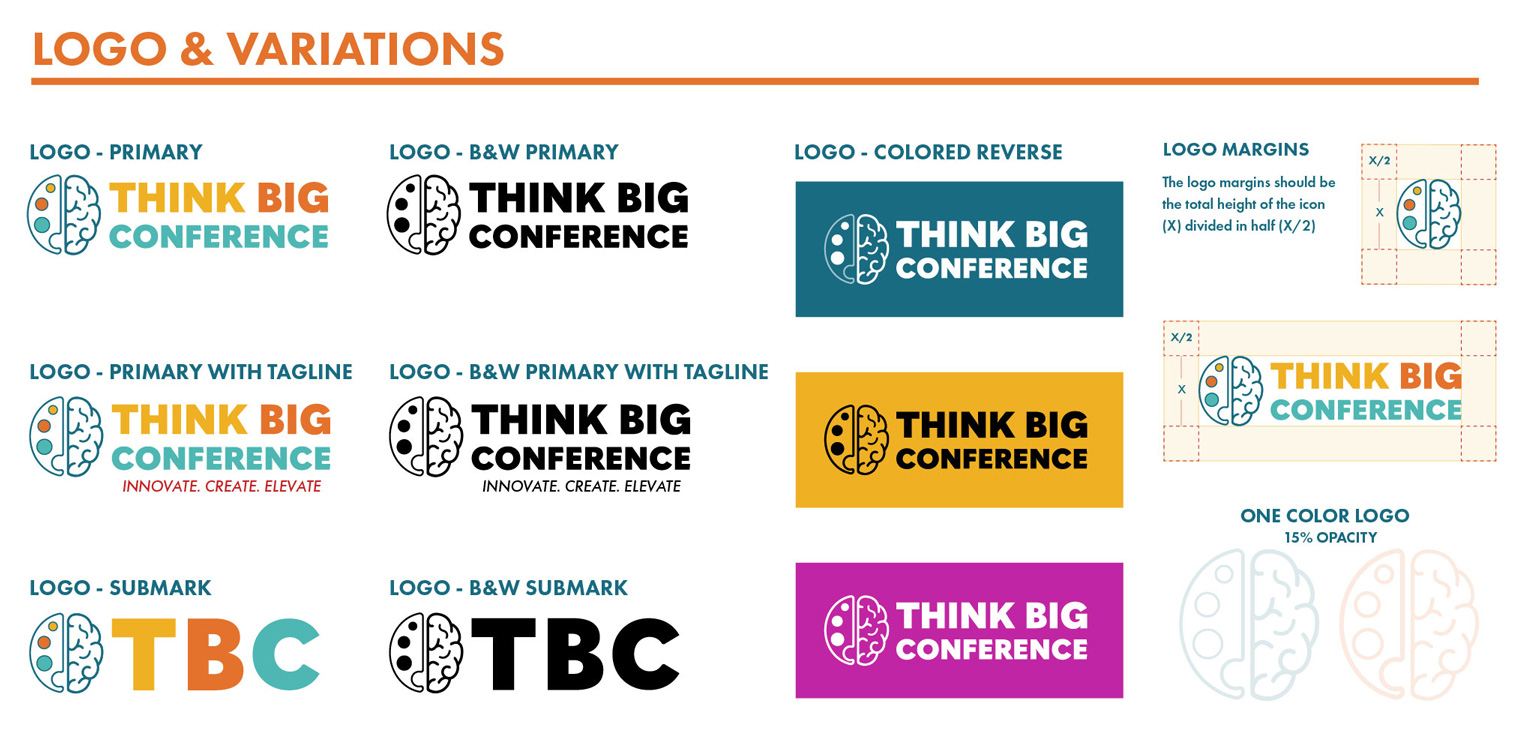 LOGO & VARIATIONS
LOGO - PRIMARY
THINK BIG
CONFERENCE
LOGO - B&W PRIMARY
THINK BIG
CONFERENCE
LOGO - COLORED REVERSE
THINK BIG
CONFERENCE
LOGO MARGINS
The logo margins should be
the total height of the icon
(X) divided in half (X/2)
X/2
X
LOGO - PRIMARY WITH TAGLINE
THINK BIG
CONFERENCE
INNOVATE. CREATE. ELEVATE
LOGO - B&W PRIMARY WITH TAGLINE
THINK BIG
CONFERENCE
INNOVATE. CREATE. ELEVATE
THINK BIG
CONFERENCE
X/2
X
THINK BIG
CONFERENCE
LOGO - SUBMARK
TBC
LOGO - B&W SUBMARK
TBC
THINK BIG
CONFERENCE
ONE COLOR LOGO
15% OPACITY